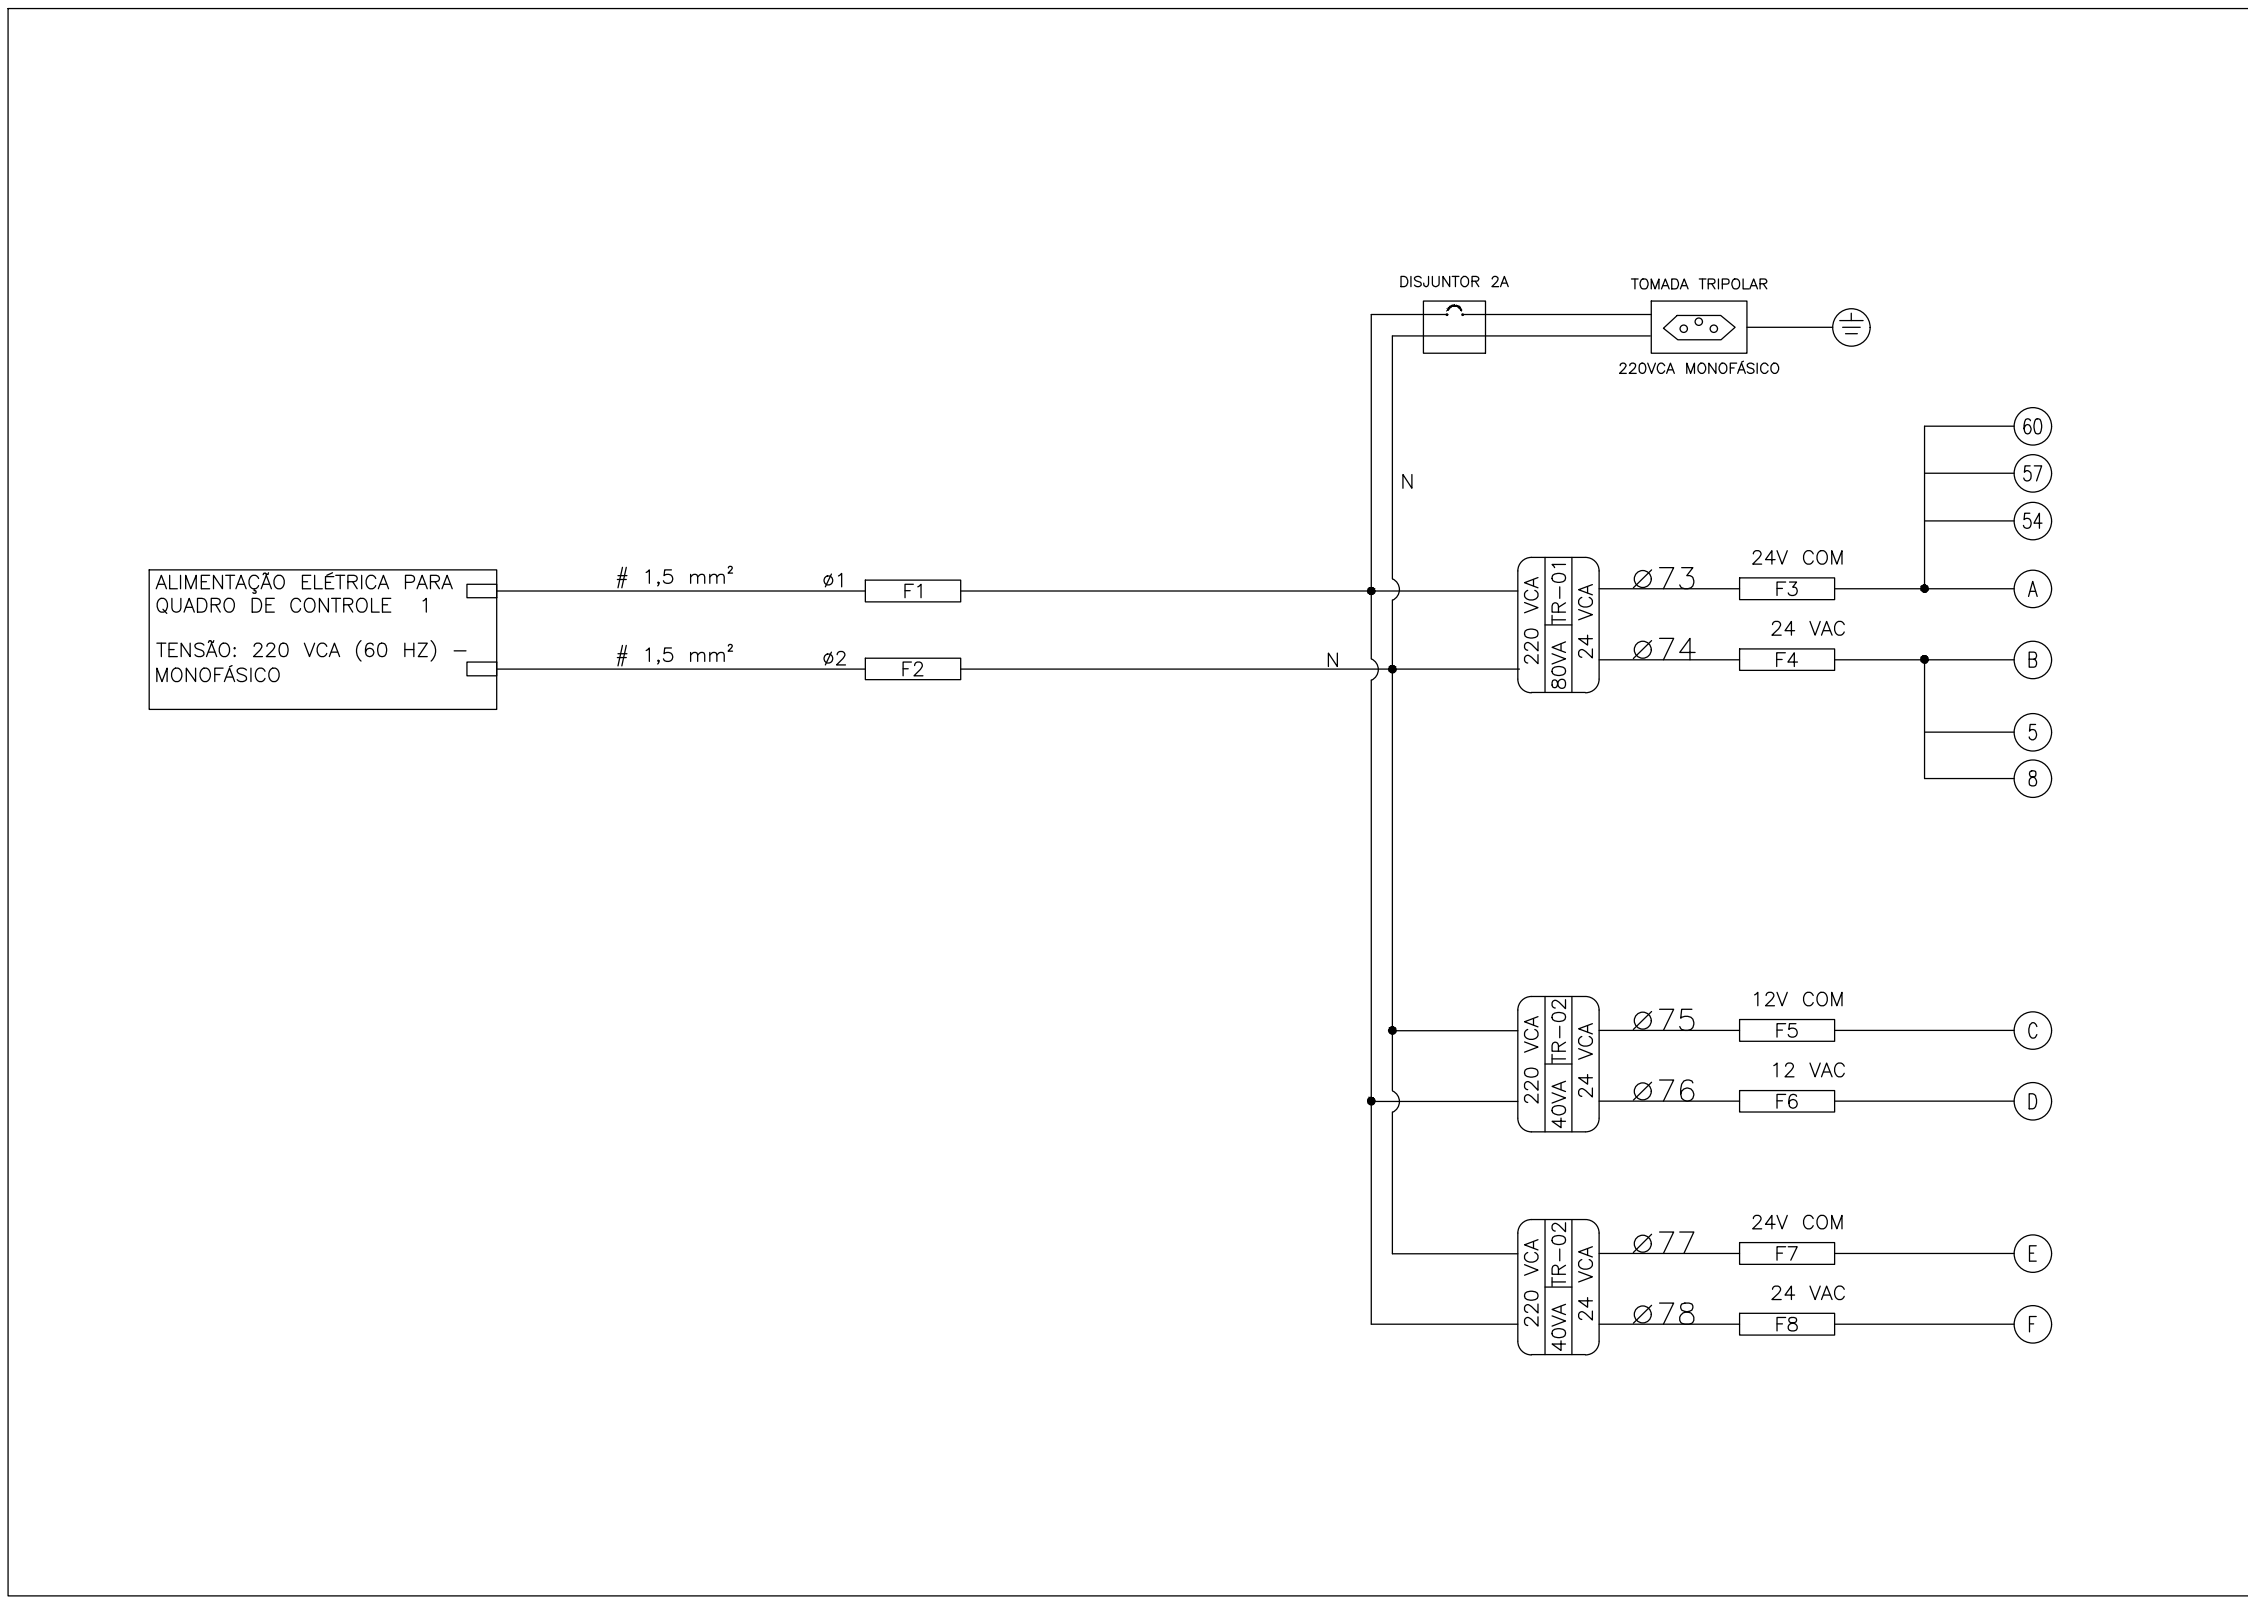 DISJUNTOR 2A
TOMADA TRIPOLAR
220VCA MONOFÁSICO
60
57
54
N
ALIMENTAÇÃO ELÉTRICA PARA
QUADRO DE CONTROLE 1
TENSÃO: 220 VCA (60 HZ) –
MONOFÁSICO
# 1,5 mm²
ø1
F1
# 1,5 mm²
ø2
F2
N
220 VCA
80VA TR-01
24 VCA
Ø73
24V COM
F3
A
Ø74
24 VAC
F4
B
5
8
220 VCA
40VA TR-02
24 VCA
Ø75
12V COM
F5
C
Ø76
12 VAC
F6
D
220 VCA
40VA TR-02
24 VCA
Ø77
24V COM
F7
E
Ø78
24 VAC
F8
F